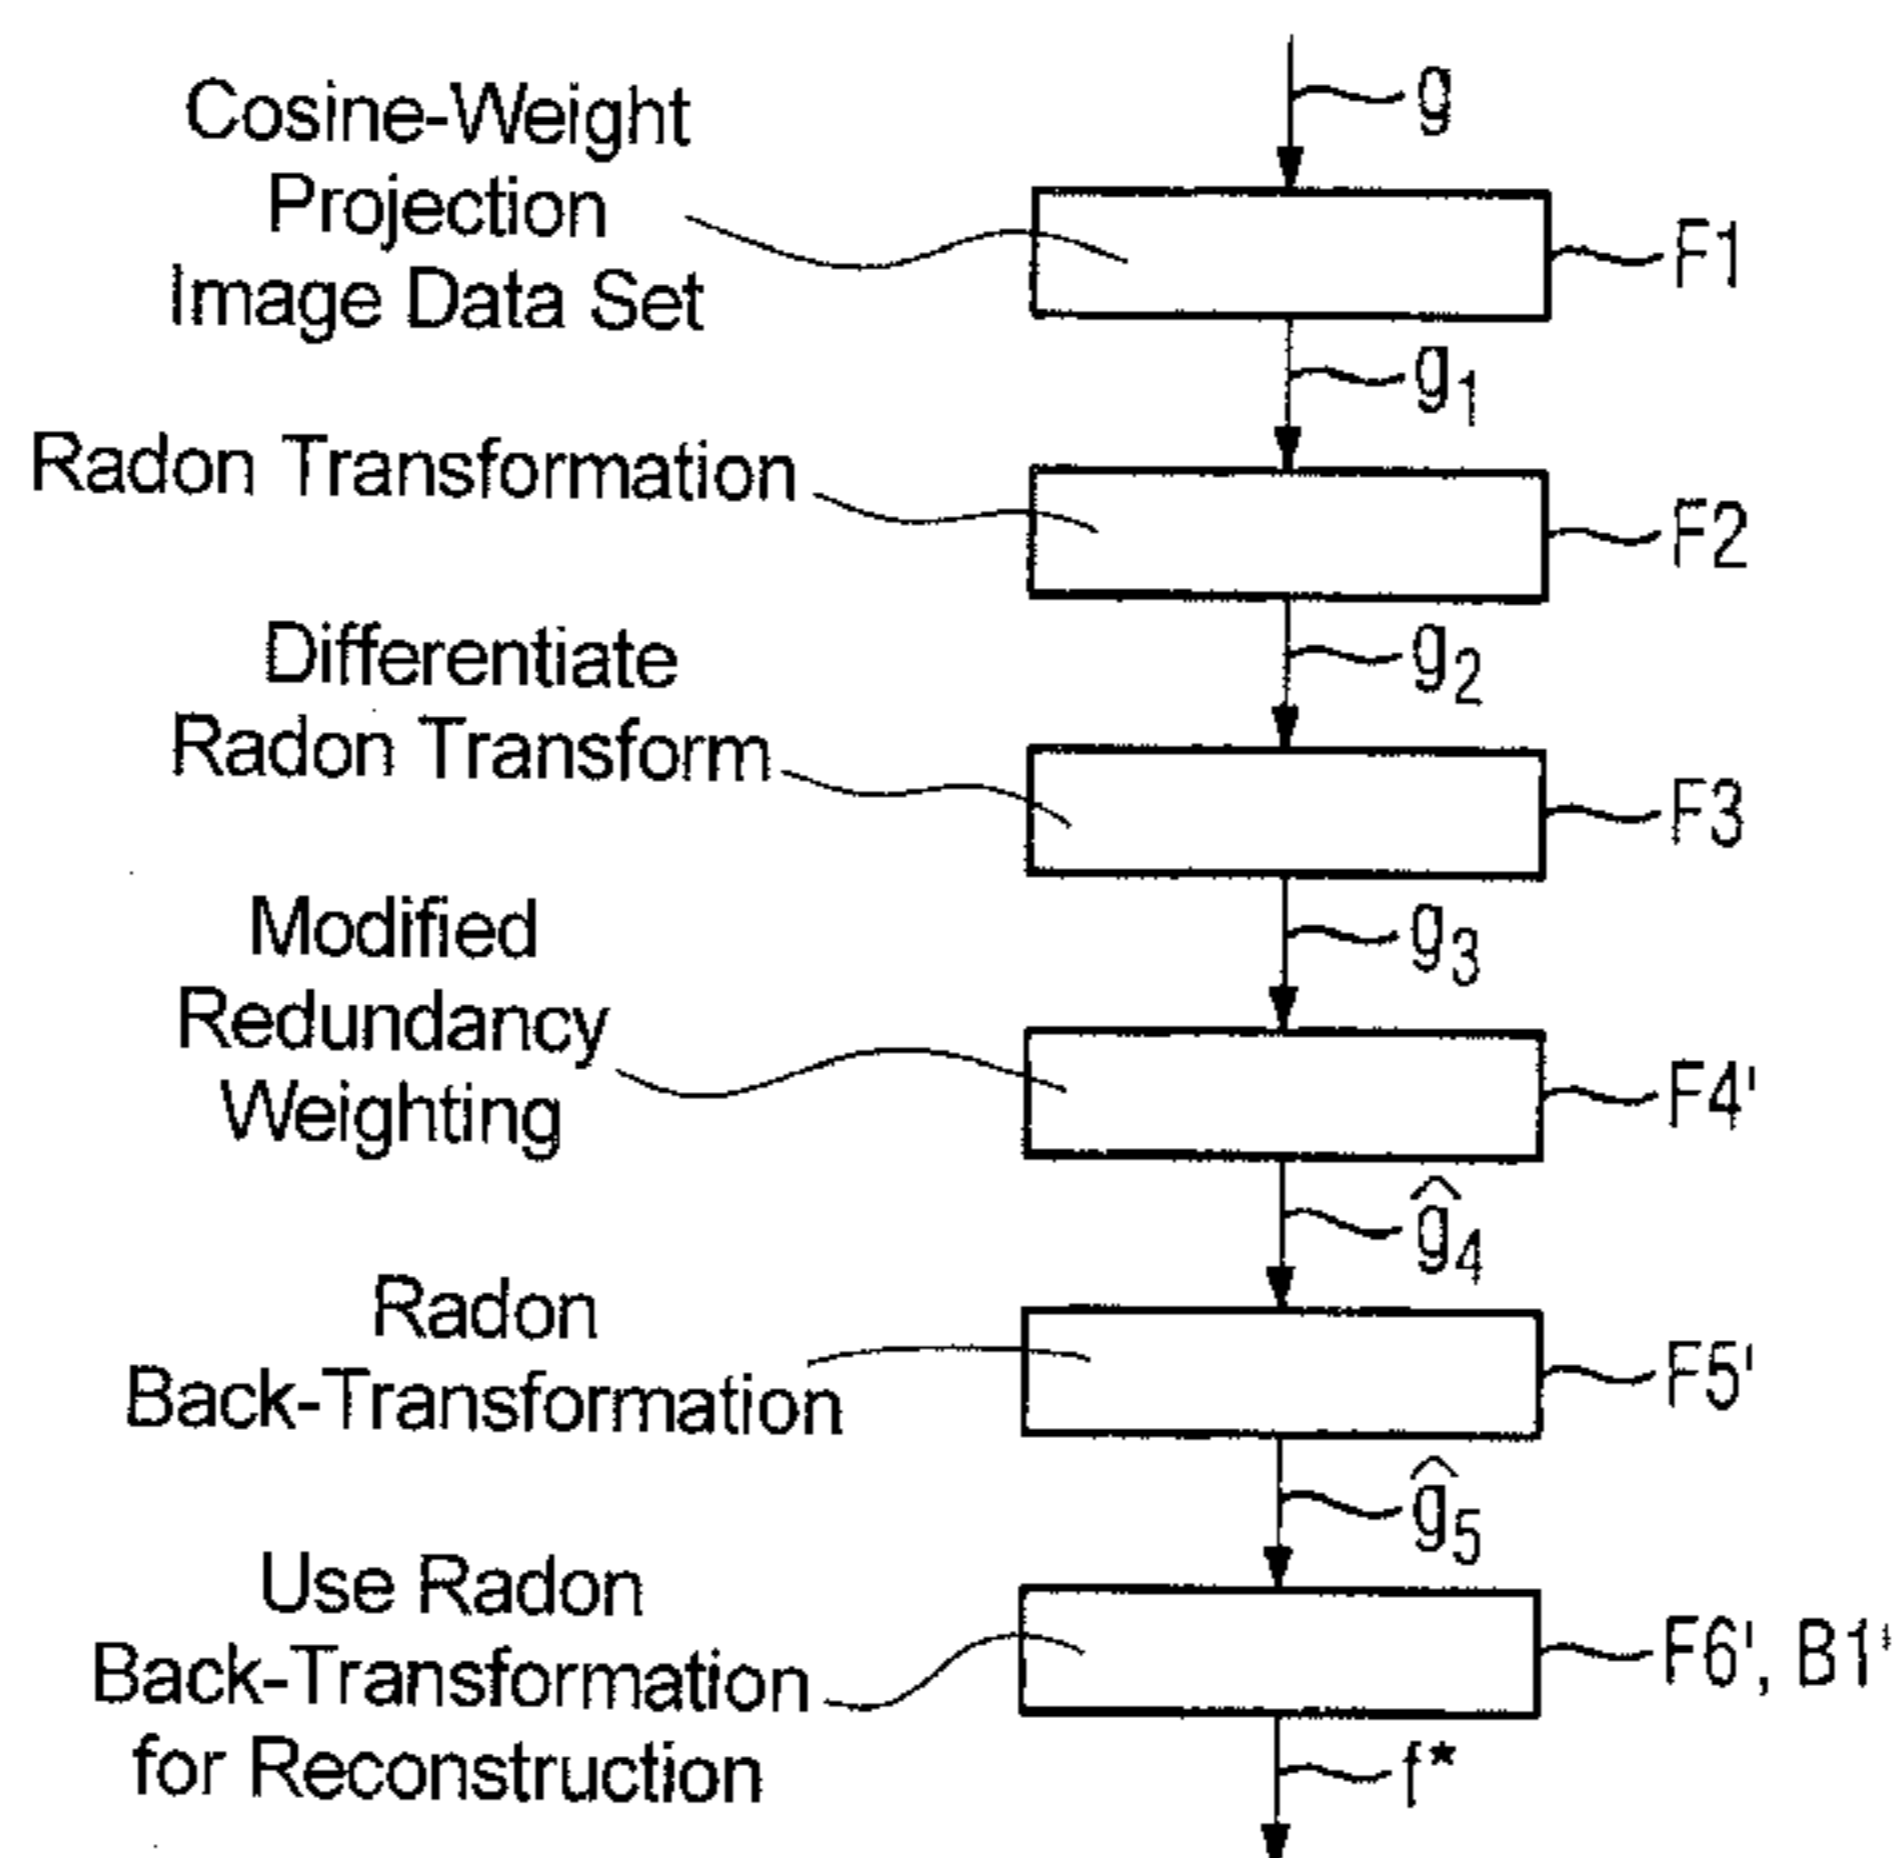 g
Cosine-Weight
Projection
Image Data Set
F1
g1
Radon Transformation
F2
g2
Differentiate
Radon Transform
F3
g3
Modified
Redundancy
Weighting
F4'
ĝ4
Radon
Back-Transformation
F5'
ĝ5
Use Radon
Back-Transformation
for Reconstruction
F6', B1'
f*